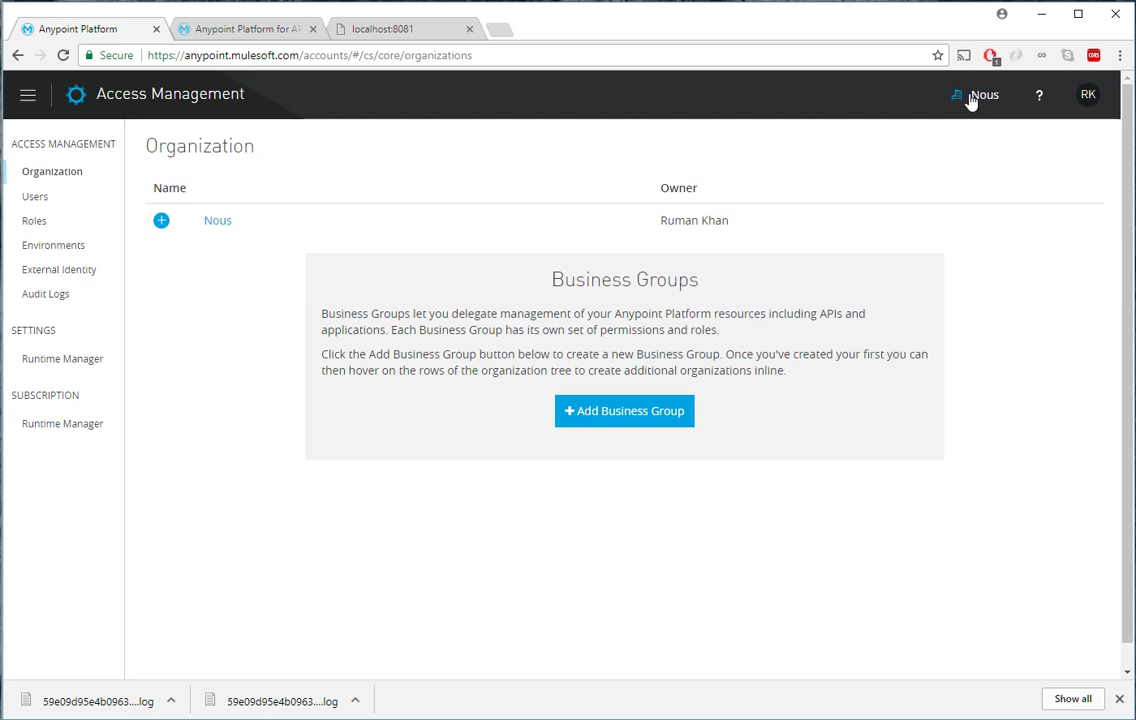 Anypoint Platform
Anypoint Platform for AP
localhost:8081
Secure
https://anypoint.mulesoft.com/accounts/#/cs/core/organizations
1
CORS
Access Management
Nous
?
RK
ACCESS MANAGEMENT
Organization
Users
Roles
Environments
External Identity
Audit Logs
SETTINGS
Runtime Manager
SUBSCRIPTION
Runtime Manager
Organization
Name
Owner
Nous
Ruman Khan
Business Groups
Business Groups let you delegate management of your Anypoint Platform resources including APIs and
applications. Each Business Group has its own set of permissions and roles.
Click the Add Business Group button below to create a new Business Group. Once you've created your first you can
then hover on the rows of the organization tree to create additional organizations inline.
+ Add Business Group
59e09d95e4b0963....log
59e09d95e4b0963....log
Show all